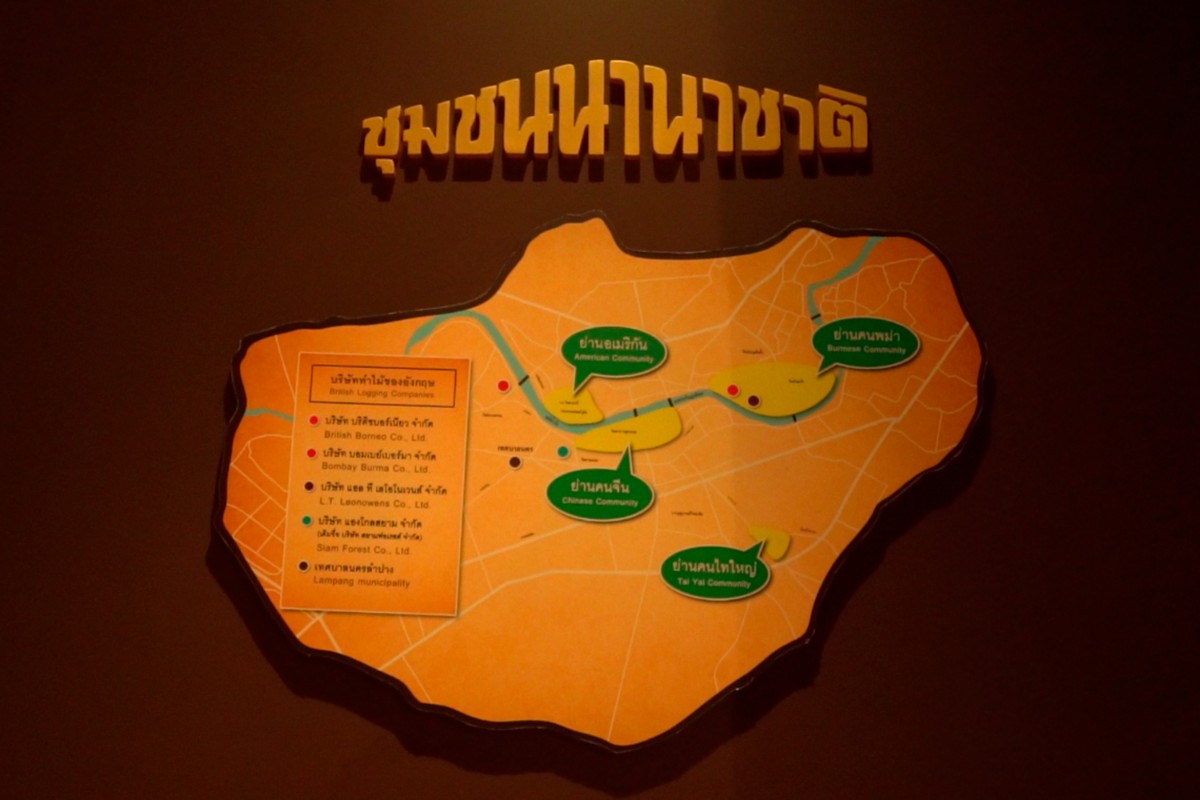 ชุมชนนานาชาติ
บริษัททำไม้ของอังกฤษ
British Logging Companies
บริษัท บริติชบอร์เนียว จำกัด
British Borneo Co., Ltd.
บริษัท บอมเบย์เบอร์มา จำกัด
Bombay Burma Co., Ltd.
บริษัท แอล ที เลโอโนเวนส์ จำกัด
L.T. Leonowens Co., Ltd.
บริษัท แองโกลสยาม จำกัด
(เดิมชื่อ บริษัท สยามฟอเรสต์ จำกัด)
Siam Forest Co., Ltd.
เทศบาลนครลำปาง
Lampang municipality
ย่านอเมริกัน
American Community
ย่านคนพม่า
Burmese Community
เทศบาลนคร
ย่านคนจีน
Chinese Community
ย่านคนไทใหญ่
Tai Yai Community